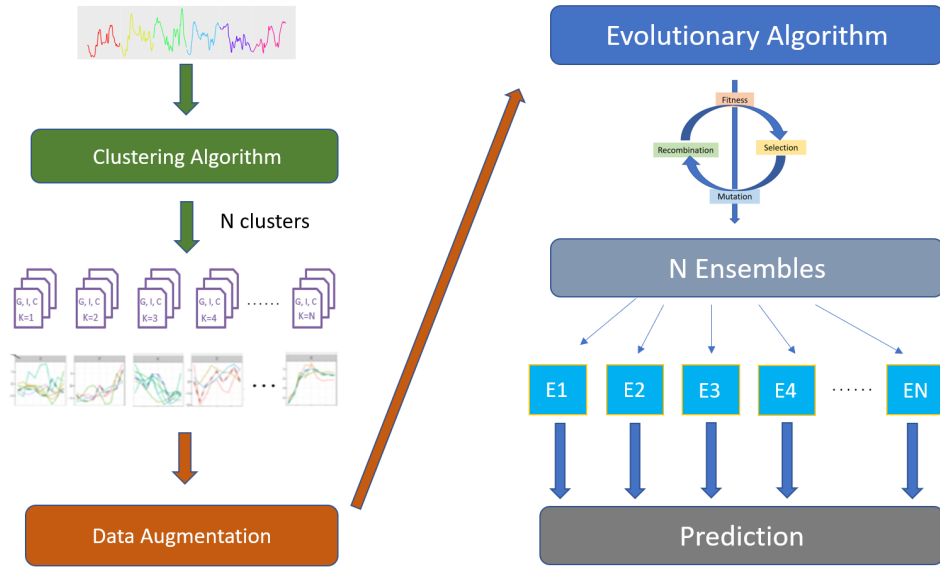 Clustering Algorithm
N clusters
G, I, C
K=1
G, I, C
K=2
G, I, C
K=3
G, I, C
K=4
......
G, I, C
K=N
...
Data Augmentation
Evolutionary Algorithm
Fitness
Recombination
Selection
Mutation
N Ensembles
E1
E2
E3
E4
......
EN
Prediction